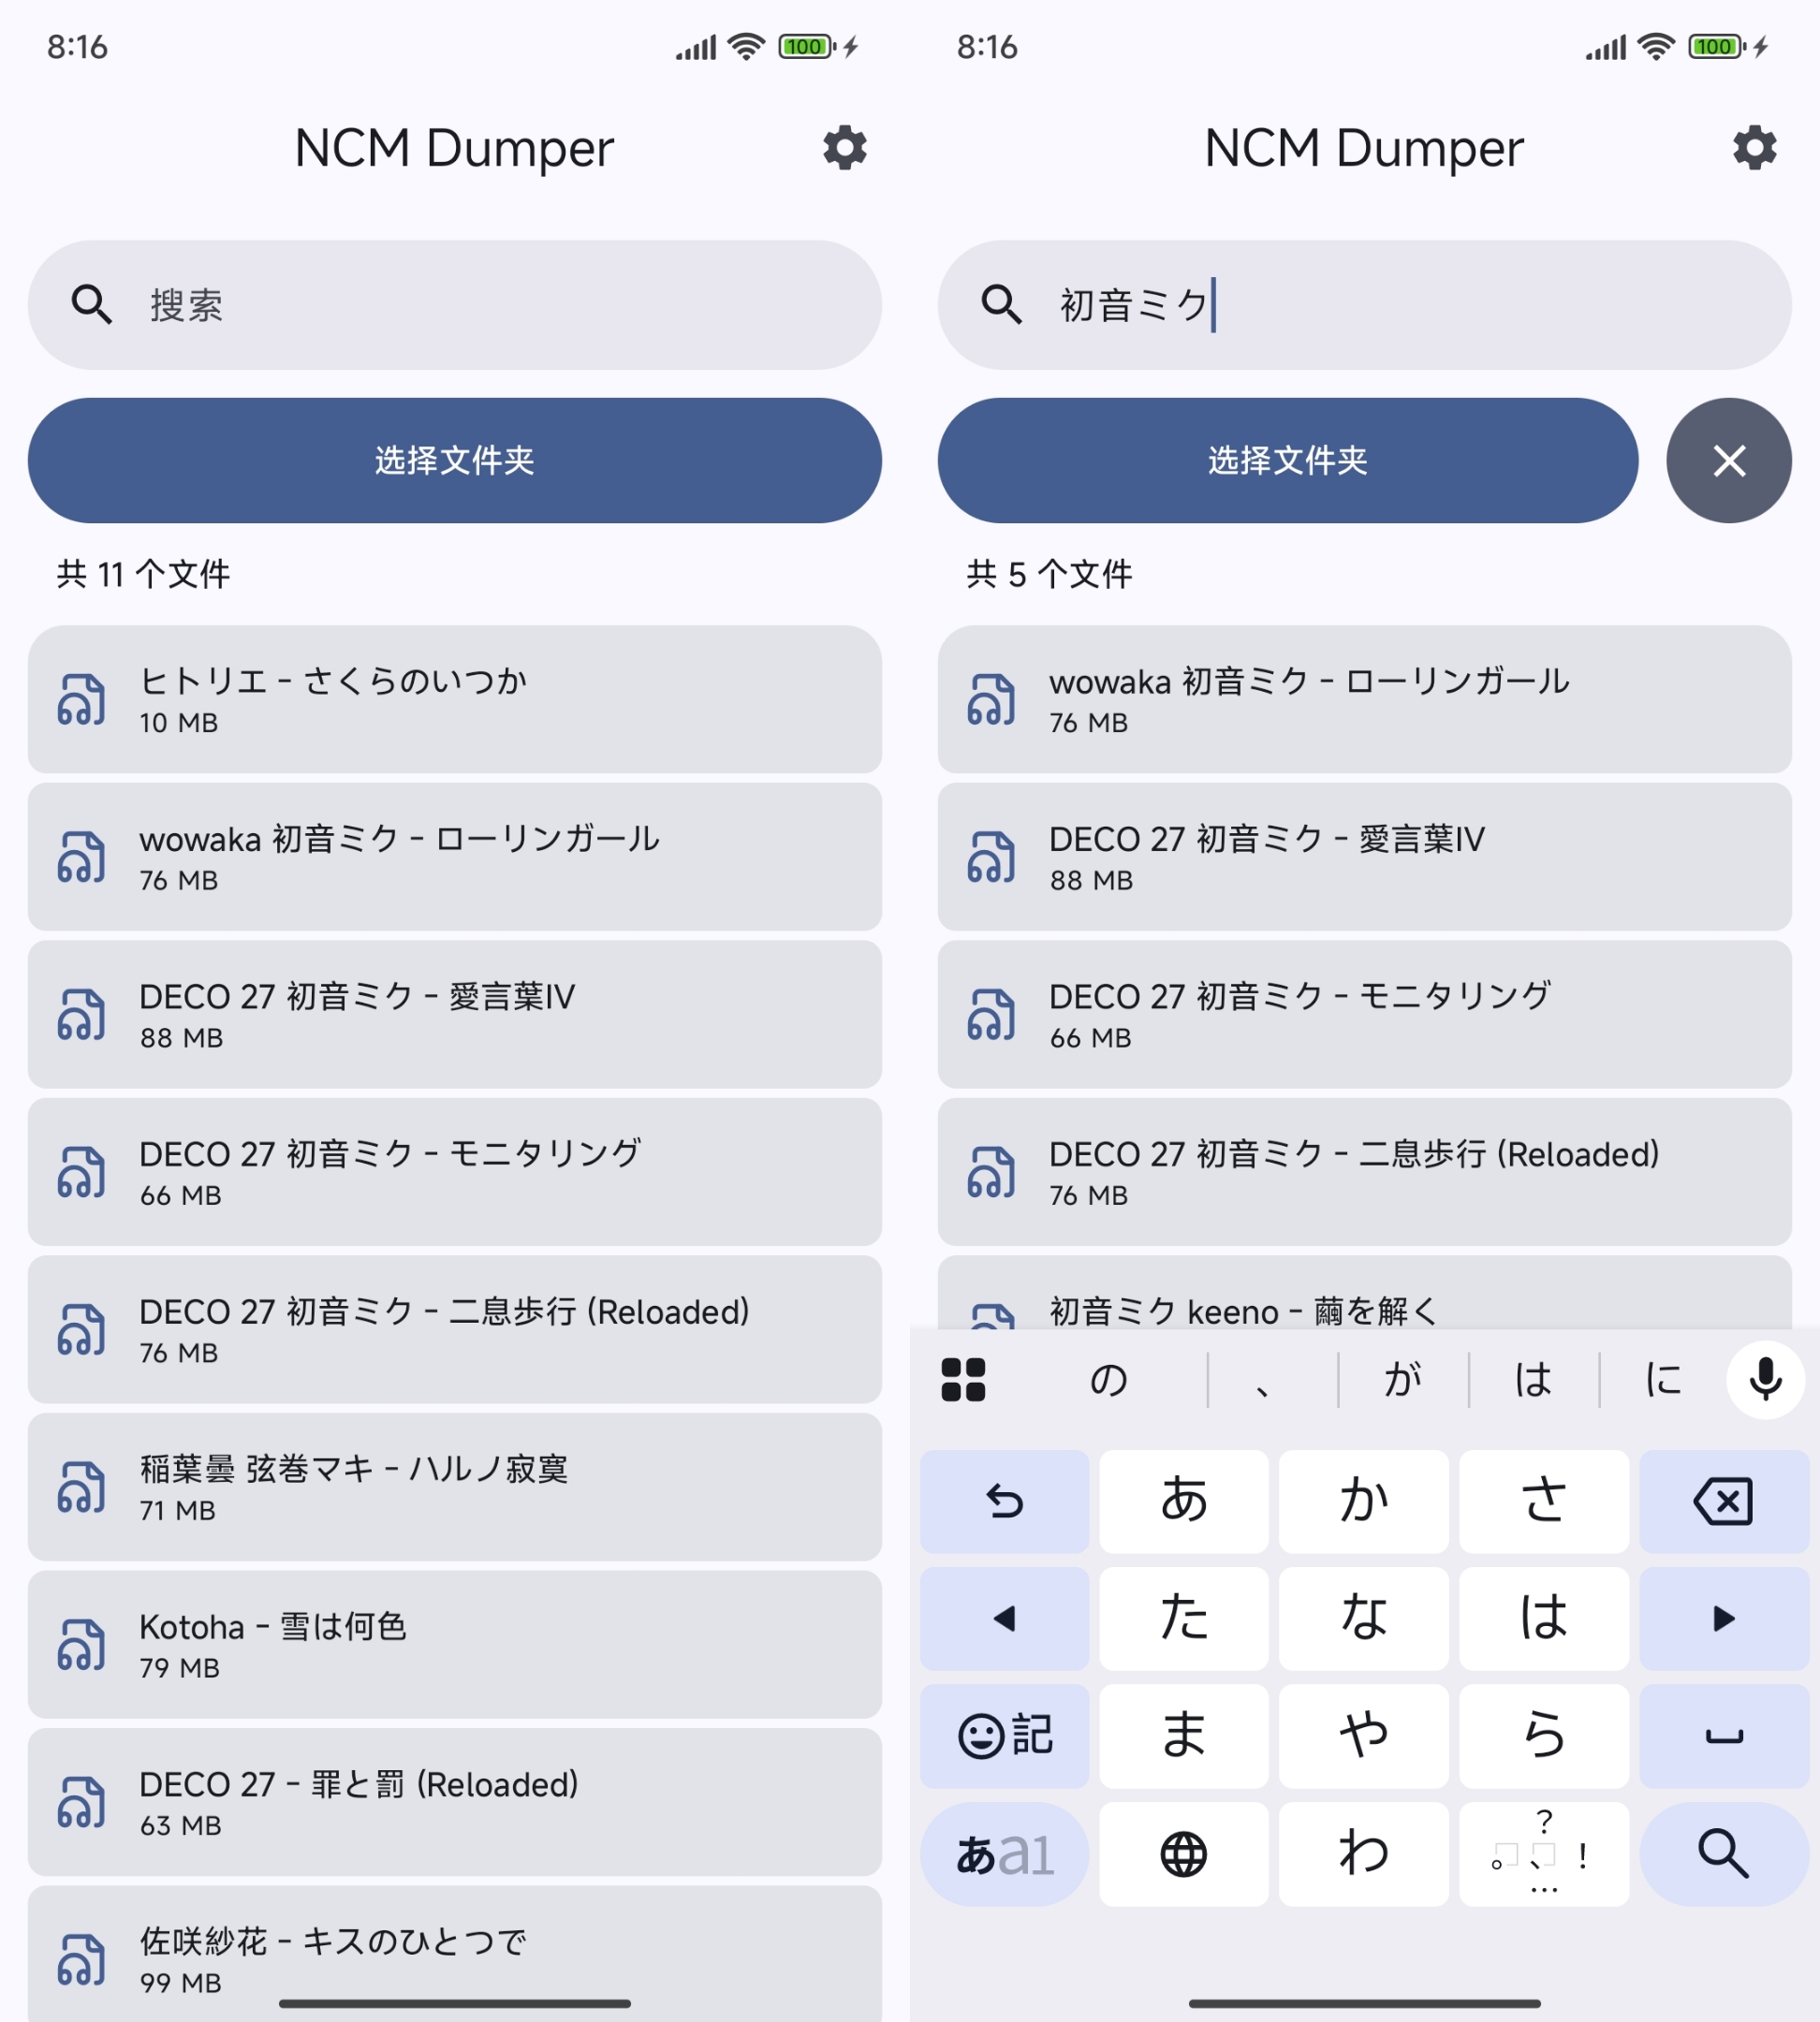 8:16
100
NCM Dumper
搜索
选择文件夹
共 11 个文件
ヒトリエ - さくらのいつか
10 MB
wowaka 初音ミク - ローリンガール
76 MB
DECO 27 初音ミク - 愛言葉IV
88 MB
DECO 27 初音ミク - モニタリング
66 MB
DECO 27 初音ミク - 二息歩行 (Reloaded)
76 MB
稲葉曇 弦巻マキ - ハルノ寂寞
71 MB
Kotoha - 雪は何色
79 MB
DECO 27 - 罪と罰 (Reloaded)
63 MB
佐咲紗花 - キスのひとつで
99 MB
8:16
100
NCM Dumper
初音ミク
选择文件夹
共 5 个文件
wowaka 初音ミク - ローリンガール
76 MB
DECO 27 初音ミク - 愛言葉IV
88 MB
DECO 27 初音ミク - モニタリング
66 MB
DECO 27 初音ミク - 二息歩行 (Reloaded)
76 MB
初音ミク keeno - 繭を解く
の 、 が は に
あ か さ
た な は
記 ま や ら
あa1 わ 。 、 ? ! …